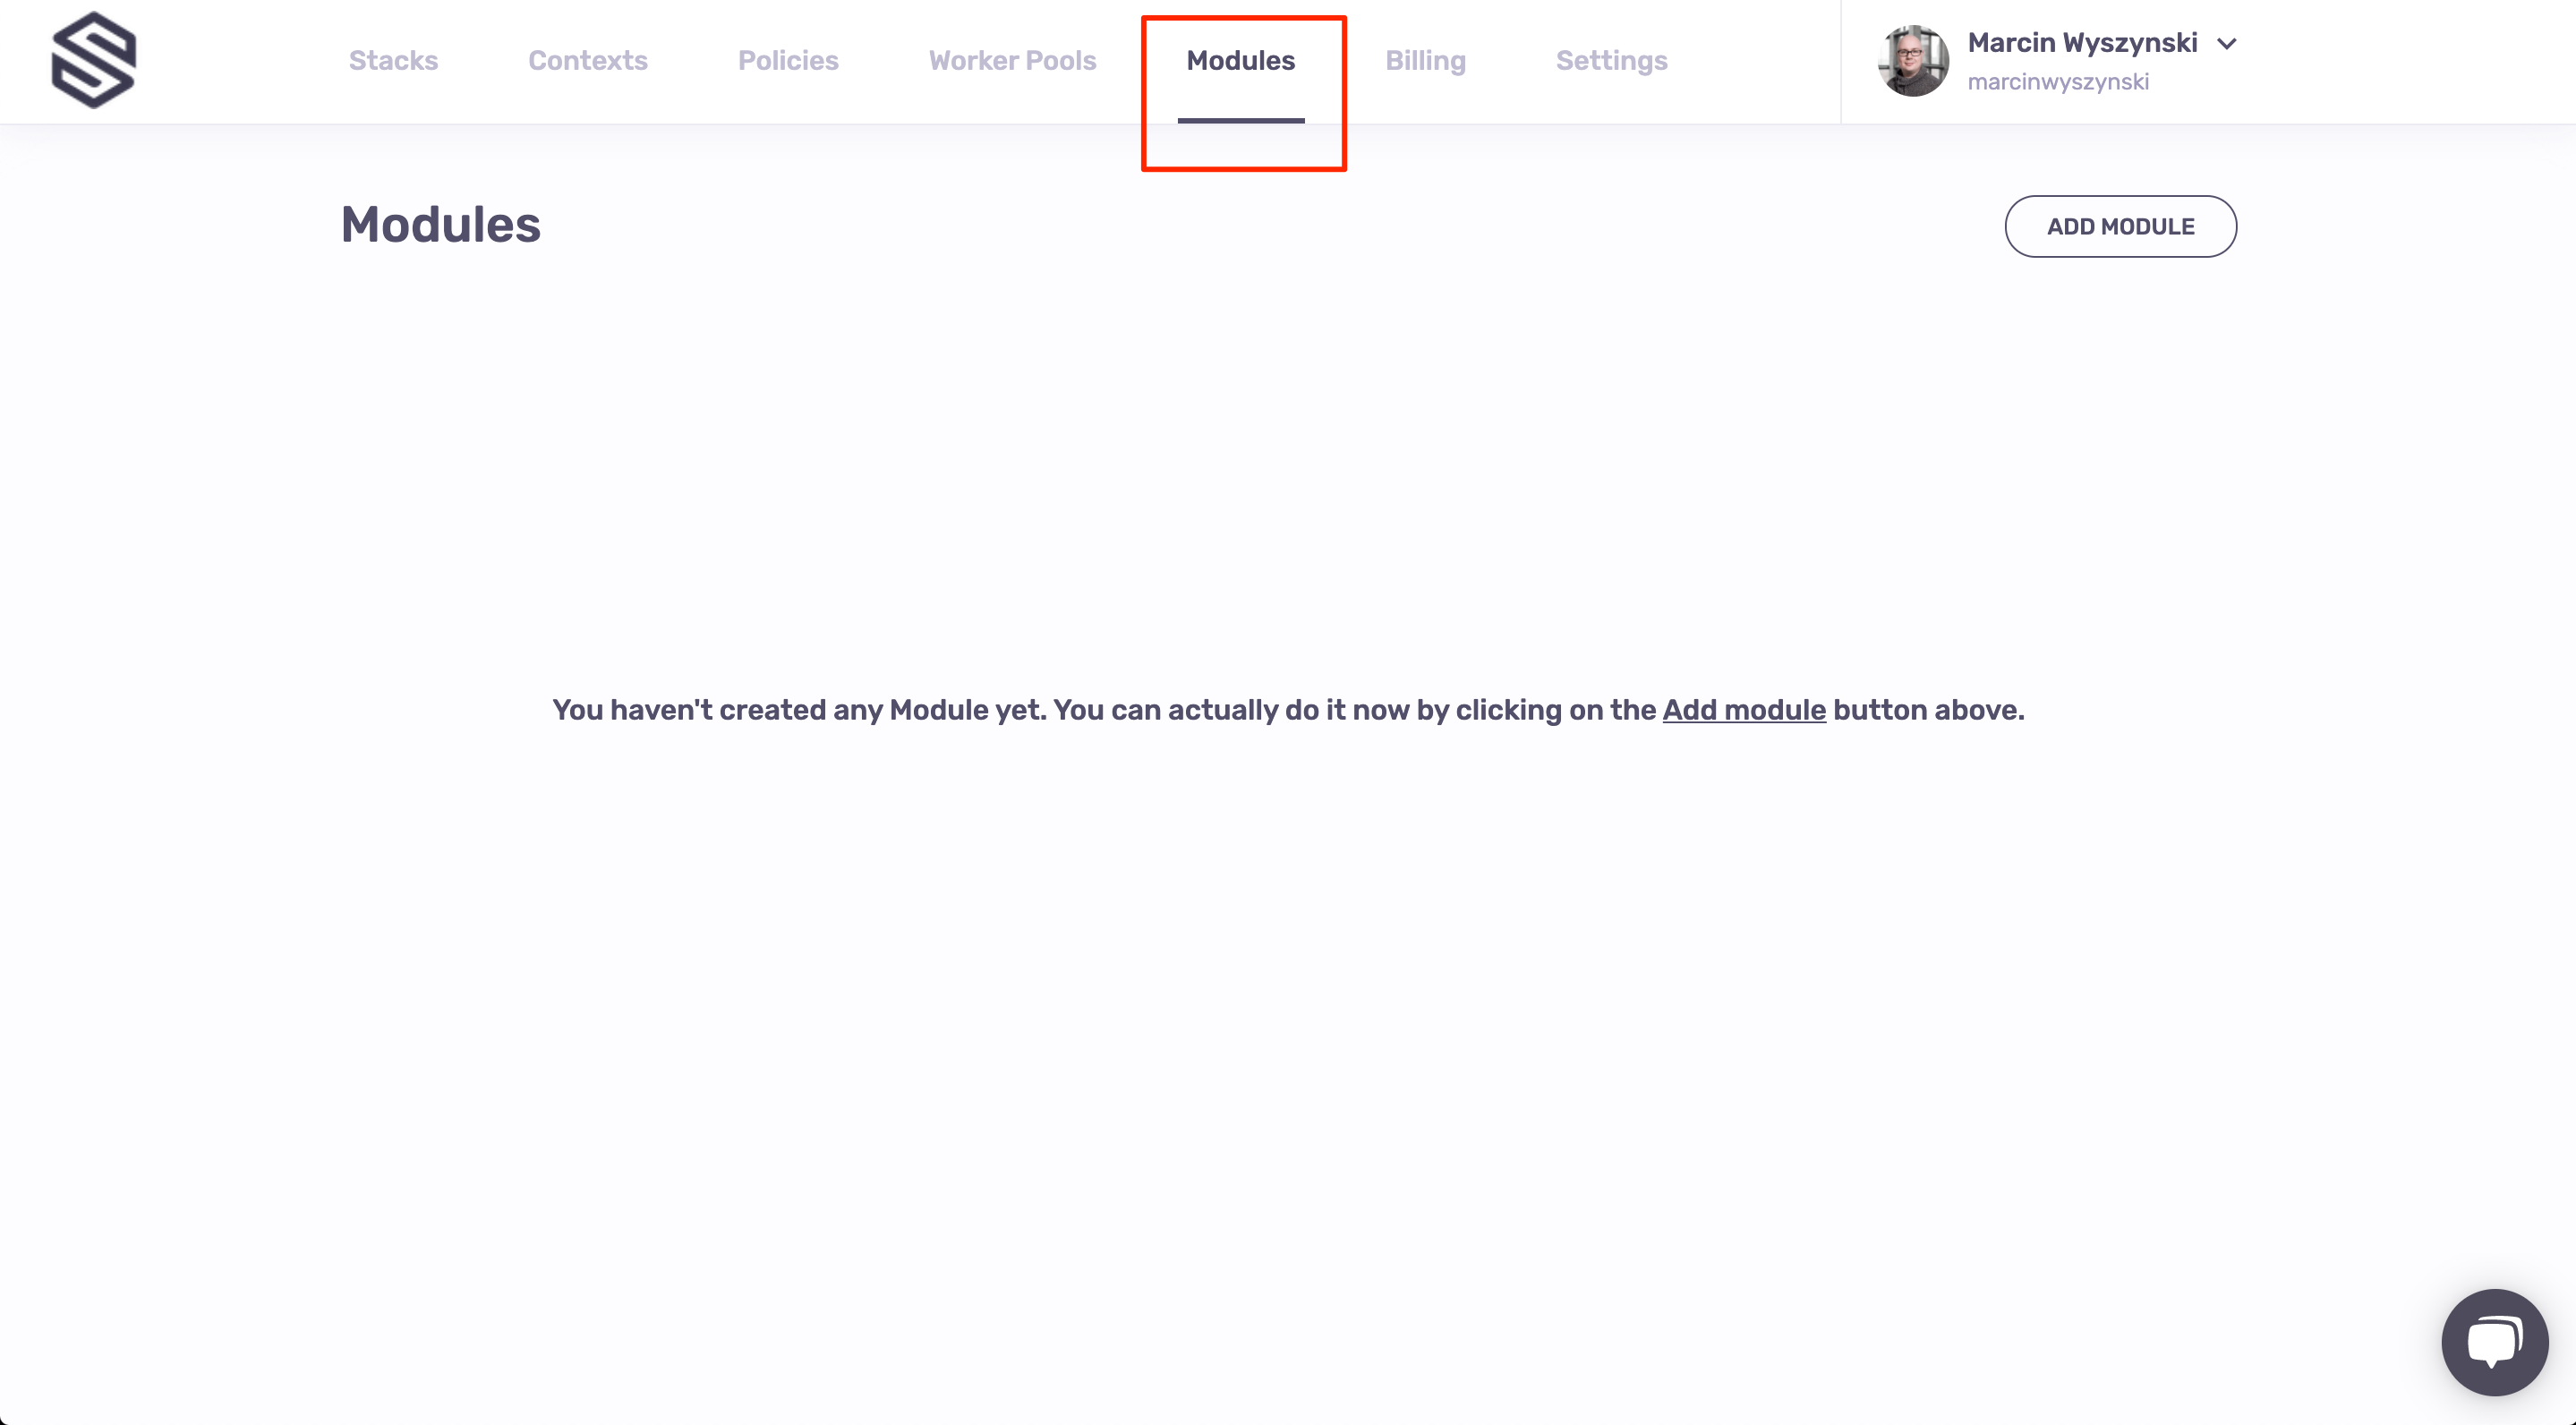 Stacks
Contexts
Policies
Worker Pools
Modules
Billing
Settings
Marcin Wyszynski
marcinwyszynski
Modules
ADD MODULE
You haven't created any Module yet. You can actually do it now by clicking on the Add module button above.